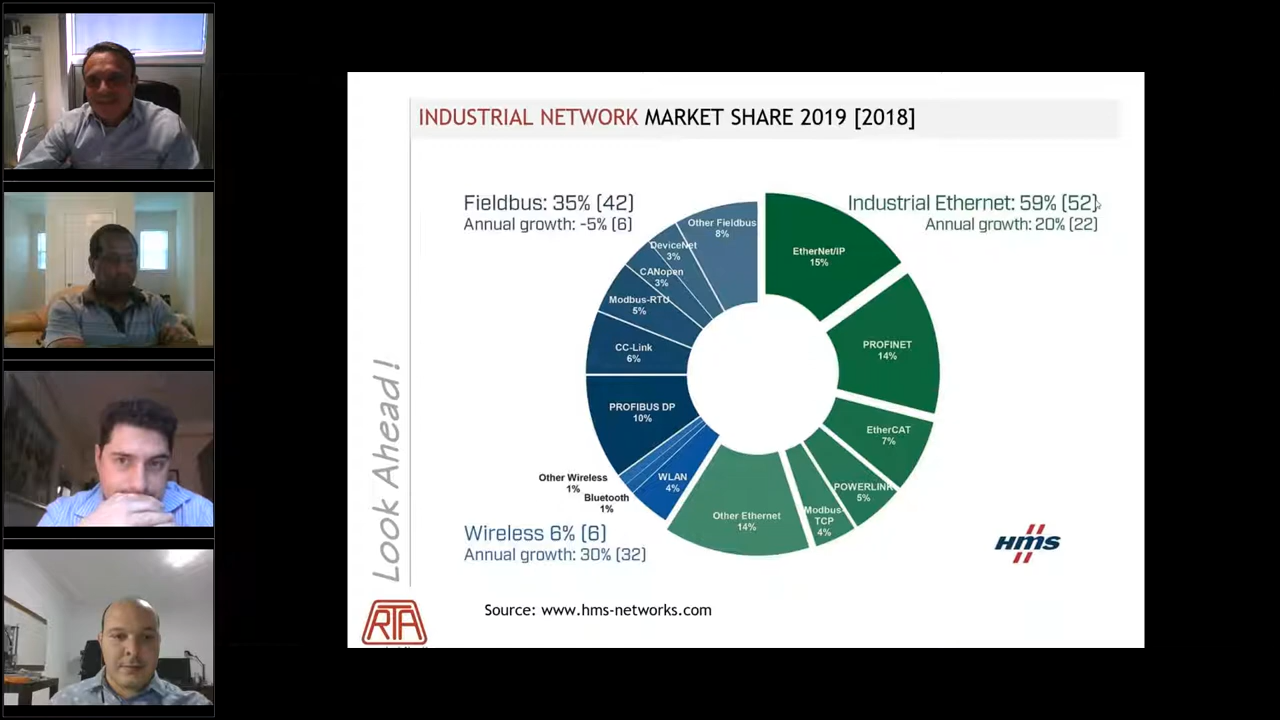 INDUSTRIAL NETWORK MARKET SHARE 2019 [2018]
Fieldbus: 35% (42)
Annual growth: -5% (6)
Industrial Ethernet: 59% (52)
Annual growth: 20% (22)
Other Fieldbus
8%
DeviceNet
3%
CANopen
3%
Modbus-RTU
5%
CC-Link
6%
PROFIBUS DP
10%
Other Wireless
1%
Bluetooth
1%
WLAN
4%
EtherNet/IP
15%
PROFINET
14%
EtherCAT
7%
POWERLINK
5%
Modbus-
TCP
4%
Other Ethernet
14%
Wireless 6% (6)
Annual growth: 30% (32)
Look Ahead!
HMS
RTA
Source: www.hms-networks.com